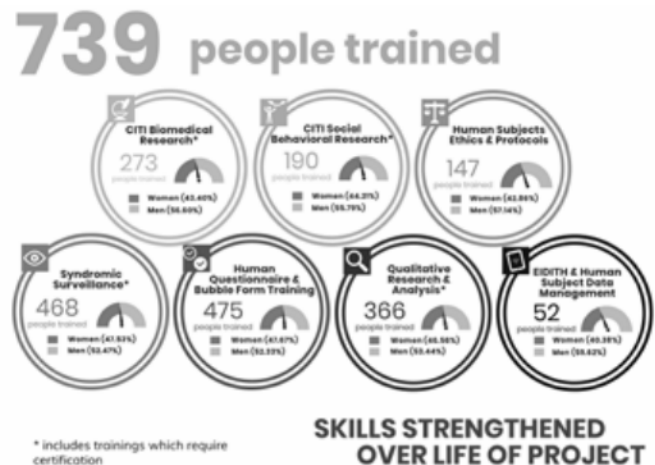 739 people trained
CITI Biomedical
Research*
273
people trained
Women (43.40%)
Men (56.60%)
CITI Social
Behavioral Research*
190
people trained
Women (44.21%)
Men (55.79%)
Human Subjects
Ethics & Protocols
147
people trained
Women (42.86%)
Men (57.14%)
Syndromic
Surveillance*
468
people trained
Women (47.53%)
Men (52.47%)
Human
Questionnaire &
Bubble Form Training
475
people trained
Women (47.67%)
Men (52.33%)
Qualitative
Research &
Analysis*
366
people trained
Women (46.56%)
Men (53.44%)
EIDITH & Human
Subject Data
Management
52
people trained
Women (40.38%)
Men (59.62%)
* includes trainings which require
certification
SKILLS STRENGTHENED
OVER LIFE OF PROJECT